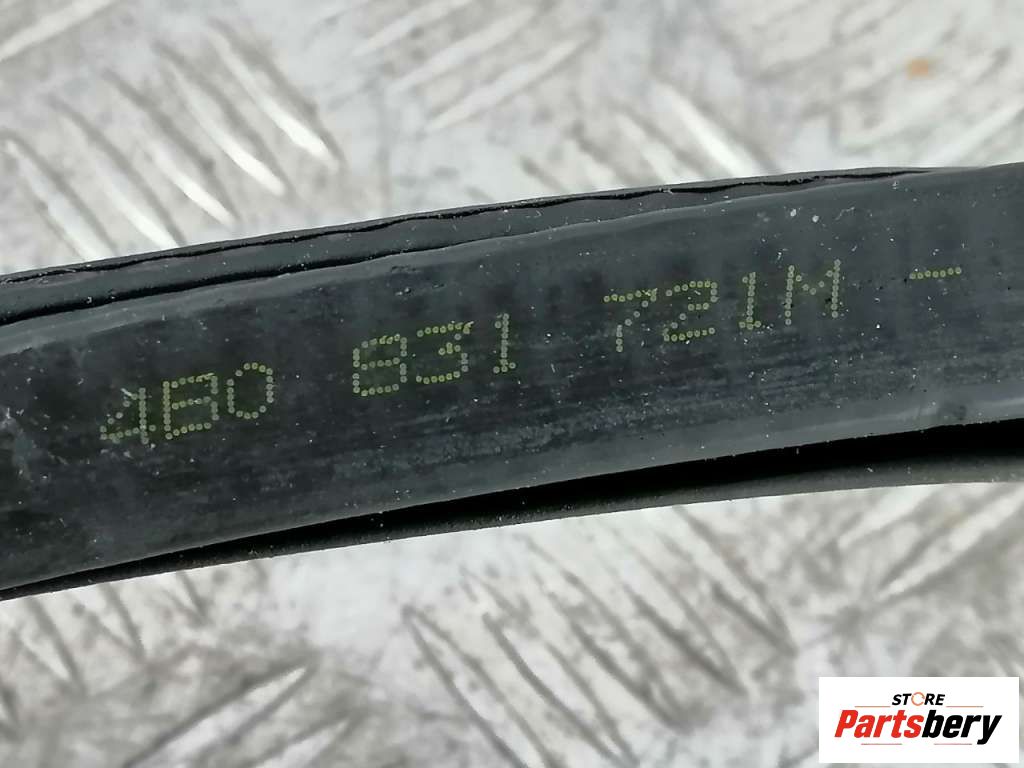 4B0 831 721M -
STORE
Partsbery